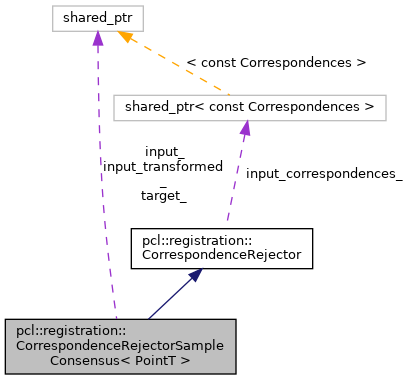 shared_ptr
< const Correspondences >
shared_ptr< const Correspondences >
input_
input_transformed
_
target_
input_correspondences_
pcl::registration::
CorrespondenceRejector
pcl::registration::
CorrespondenceRejectorSample
Consensus< PointT >